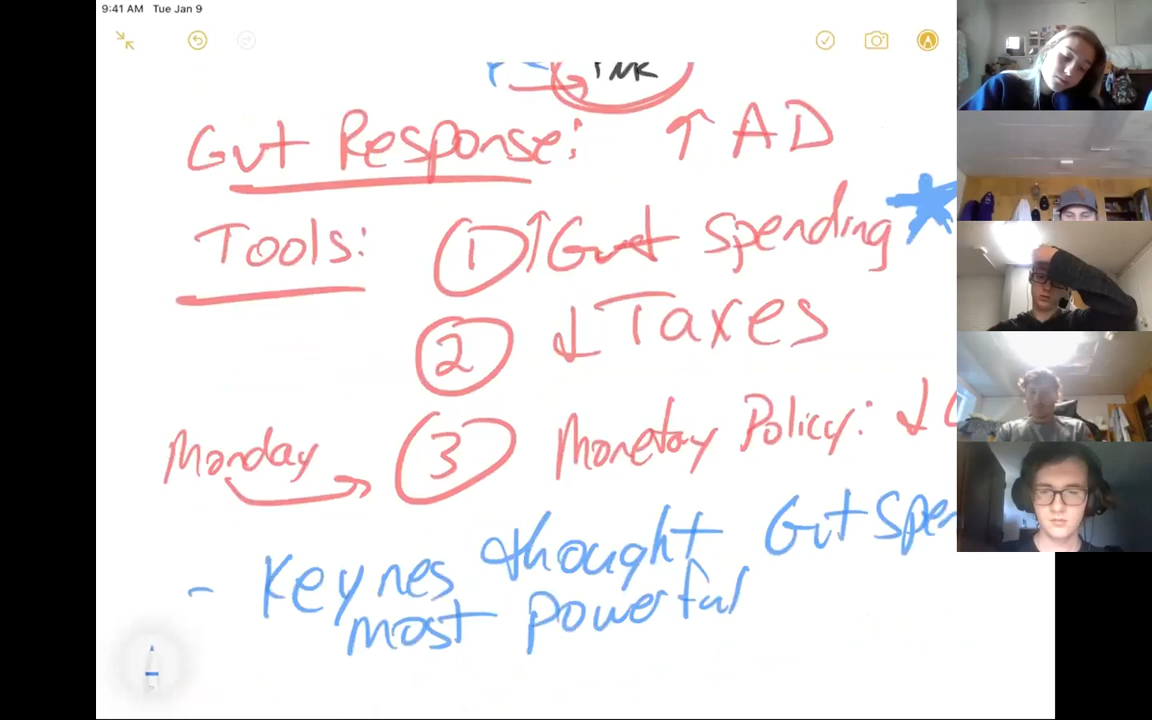 9:41 AM Tue Jan 9
INK
Gvt Response: ↑ AD
Tools: ① ↑ Gvt Spending
② ↓ Taxes
Monday ③ Monetary Policy: ↓
- Keynes thought Gvt Spe
most powerful